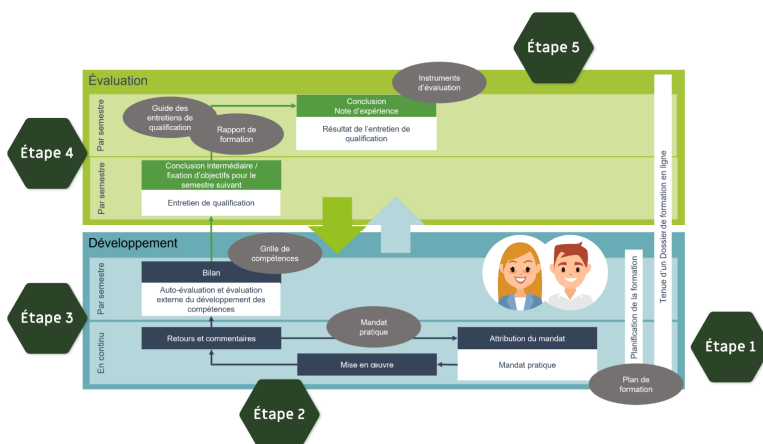 Étape 5
Évaluation
Instruments
d'évaluation
Par semestre
Guide des
entretiens de
qualification
Rapport de
formation
Conclusion
Note d'expérience
Résultat de l'entretien de
qualification
Étape 4
Par semestre
Conclusion intermédiaire /
fixation d'objectifs pour le
semestre suivant
Entretien de qualification
Tenue d'un Dossier de formation en ligne
Développement
Grille de
compétences
Par semestre
Bilan
Auto-évaluation et évaluation
externe du développement des
compétences
Planification de la formation
Étape 3
En continu
Retours et commentaires
Mandat
pratique
Attribution du mandat
Mandat pratique
Mise en œuvre
Étape 1
Plan de
formation
Étape 2